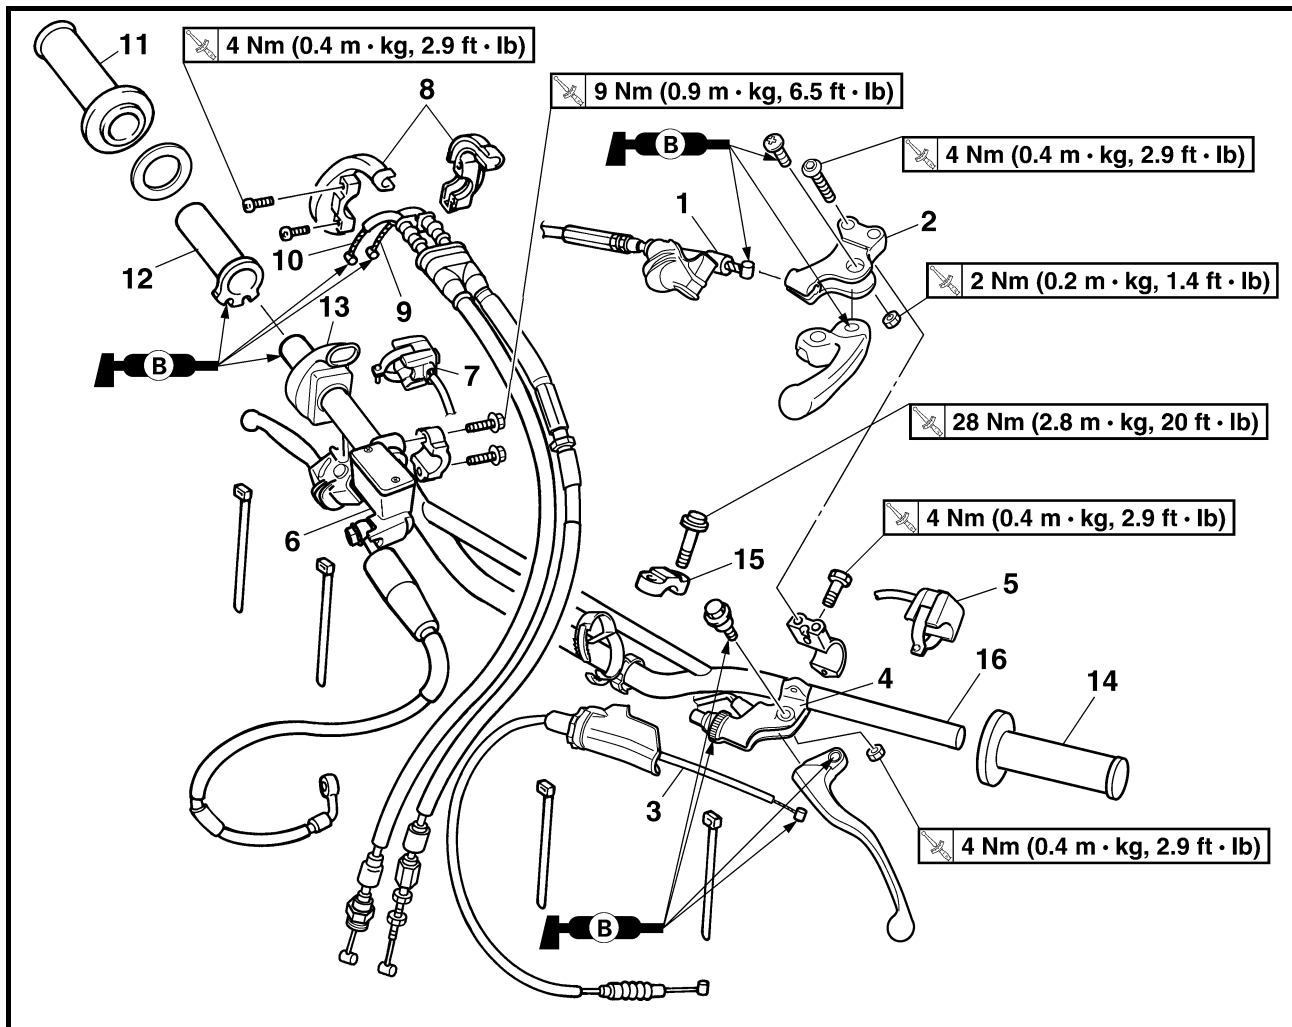 11
4 Nm (0.4 m · kg, 2.9 ft · lb)
8
9 Nm (0.9 m · kg, 6.5 ft · lb)
B
4 Nm (0.4 m · kg, 2.9 ft · lb)
1
2
10
12
2 Nm (0.2 m · kg, 1.4 ft · lb)
13
9
B
7
28 Nm (2.8 m · kg, 20 ft · lb)
4 Nm (0.4 m · kg, 2.9 ft · lb)
6
15
5
16
4
14
3
4 Nm (0.4 m · kg, 2.9 ft · lb)
B